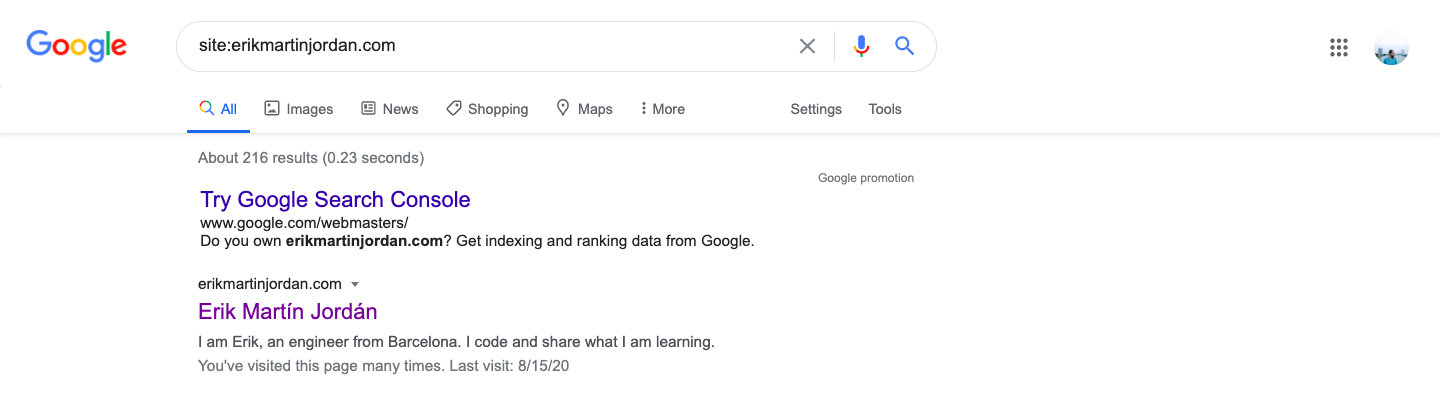 Google
site:erikmartinjordan.com
All Images News Shopping Maps More Settings Tools
About 216 results (0.23 seconds)
Google promotion
Try Google Search Console
www.google.com/webmasters/
Do you own erikmartinjordan.com? Get indexing and ranking data from Google.
erikmartinjordan.com
Erik Martín Jordán
I am Erik, an engineer from Barcelona. I code and share what I am learning.
You've visited this page many times. Last visit: 8/15/20